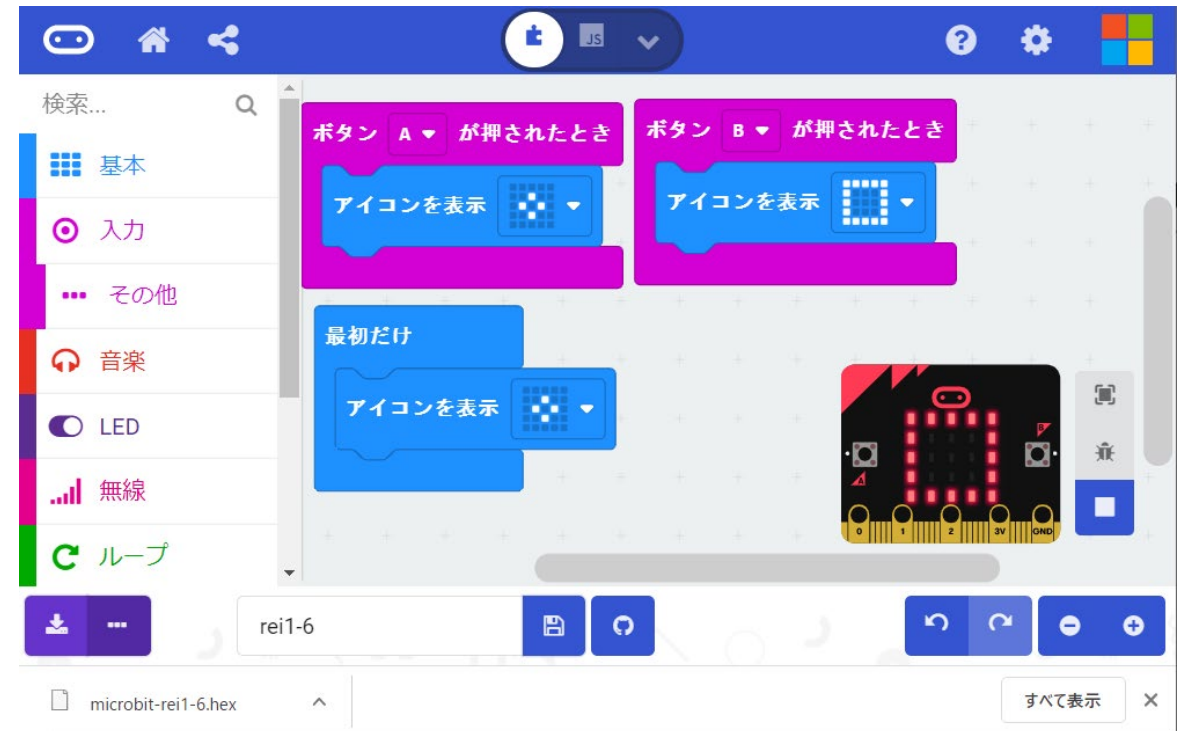 JS
検索...
基本
入力
その他
音楽
LED
無線
ループ
ボタン A が押されたとき
アイコンを表示
ボタン B が押されたとき
アイコンを表示
最初だけ
アイコンを表示
A
B
0 1 2 3V GND
rei1-6
microbit-rei1-6.hex
すべて表示